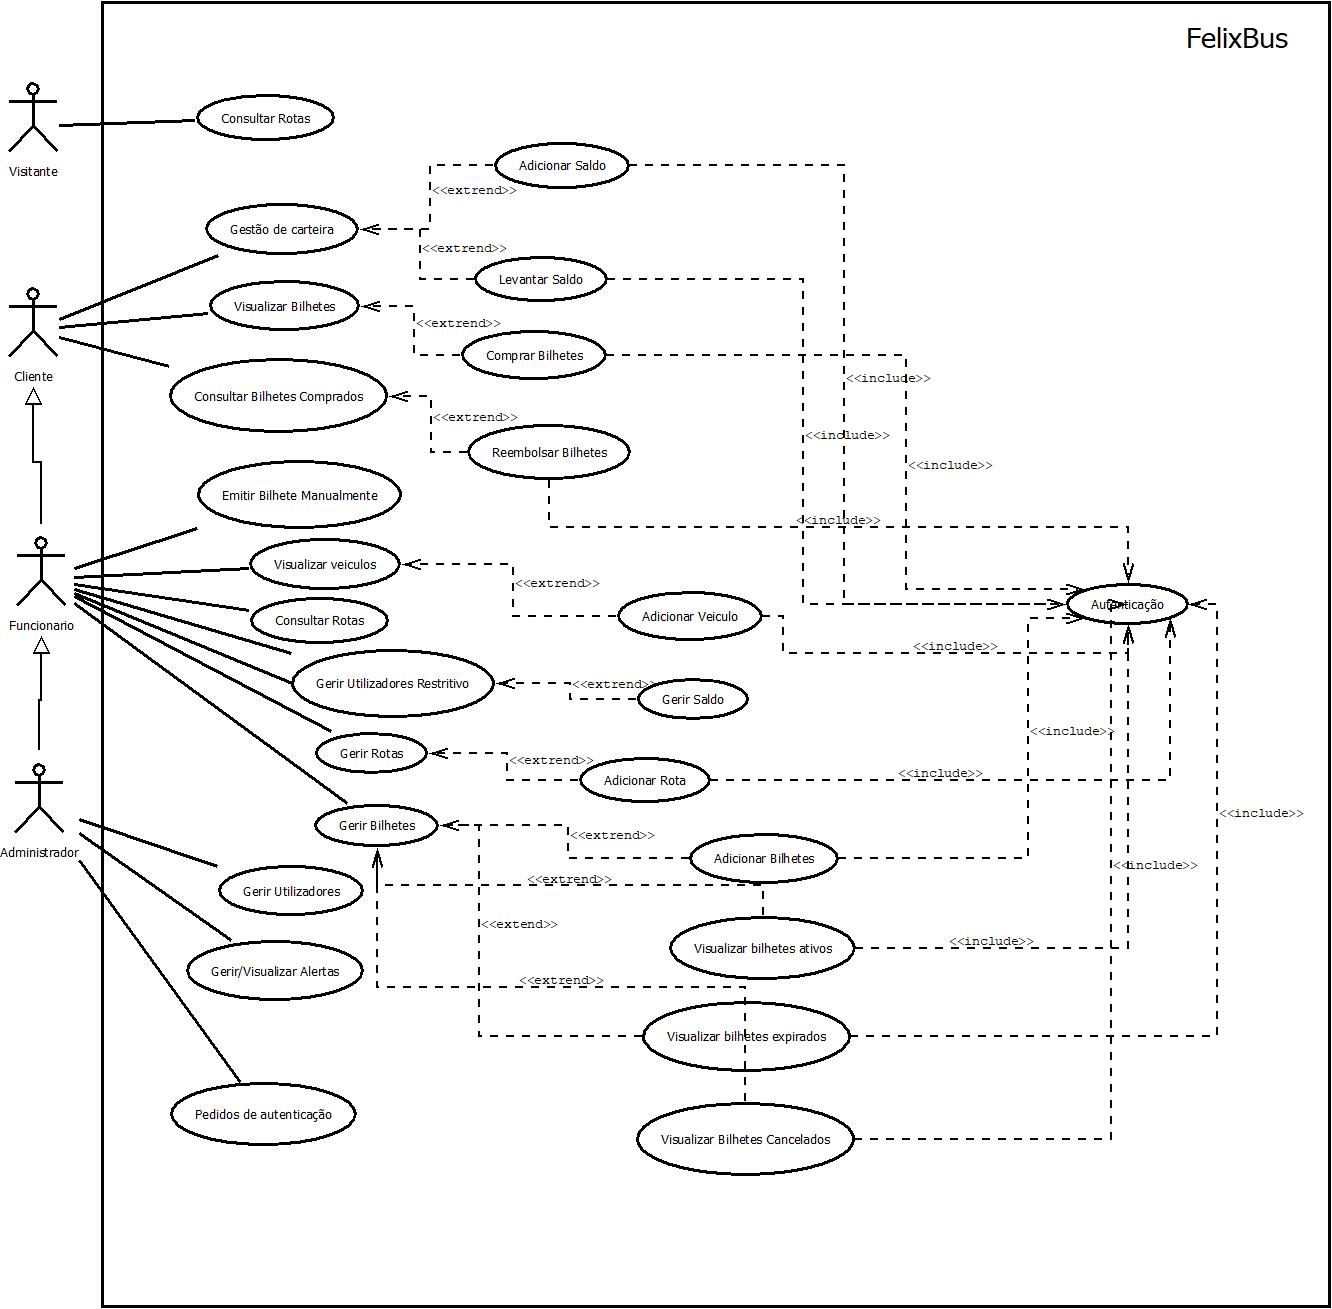 FelixBus
Visitante
Consultar Rotas
Adicionar Saldo
<<extrend>>
Gestão de carteira
<<extrend>>
Levantar Saldo
Cliente
Visualizar Bilhetes
<<extrend>>
Comprar Bilhetes
<<include>>
Consultar Bilhetes Comprados
<<extrend>>
<<include>>
Reembolsar Bilhetes
<<include>>
Emitir Bilhete Manualmente
<<include>>
Funcionario
Visualizar veiculos
<<extrend>>
Autenticação
Consultar Rotas
Adicionar Veiculo
<<include>>
Gerir Utilizadores Restritivo
<<extrend>>
Gerir Saldo
<<include>>
Gerir Rotas
<<extrend>>
Adicionar Rota
<<include>>
<<include>>
Gerir Bilhetes
<<extrend>>
Administrador
Adicionar Bilhetes
<<include>>
<<extrend>>
Gerir Utilizadores
<<extend>>
Visualizar bilhetes ativos
<<include>>
Gerir/Visualizar Alertas
<<extrend>>
Visualizar bilhetes expirados
Pedidos de autenticação
Visualizar Bilhetes Cancelados